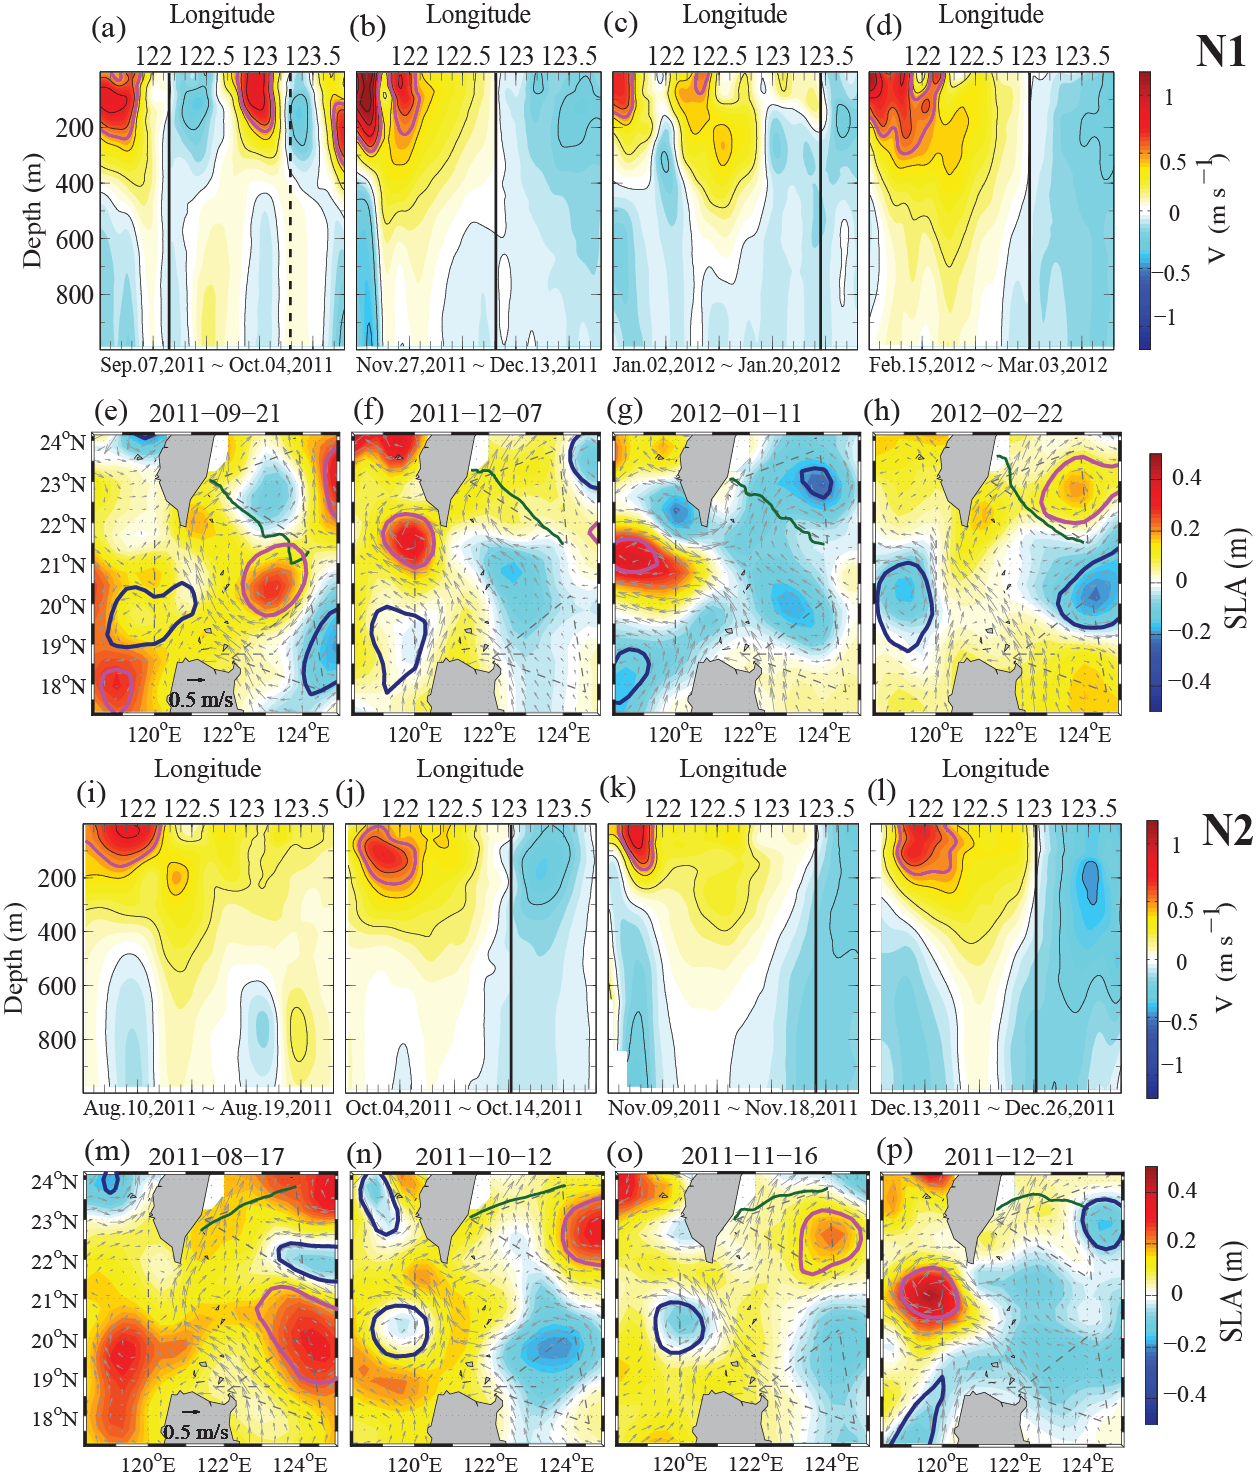 Longitude Longitude Longitude Longitude
(a) (b) (c) (d)
122 122.5 123 123.5 122 122.5 123 123.5 122 122.5 123 123.5 122 122.5 123 123.5
N1
Depth (m)
200
400
600
800
1
0.5
0
−0.5
−1
V (m s−1)
Sep.07,2011 ~ Oct.04,2011 Nov.27,2011 ~ Dec.13,2011 Jan.02,2012 ~ Jan.20,2012 Feb.15,2012 ~ Mar.03,2012
(e) 2011−09−21 (f) 2011−12−07 (g) 2012−01−11 (h) 2012−02−22
24°N
23°N
22°N
21°N
20°N
19°N
18°N
0.5 m/s
0.4
0.2
0
−0.2
−0.4
SLA (m)
120°E 122°E 124°E 120°E 122°E 124°E 120°E 122°E 124°E 120°E 122°E 124°E
Longitude Longitude Longitude Longitude
(i) (j) (k) (l)
122 122.5 123 123.5 122 122.5 123 123.5 122 122.5 123 123.5 122 122.5 123 123.5
N2
Depth (m)
200
400
600
800
1
0.5
0
−0.5
−1
V (m s−1)
Aug.10,2011 ~ Aug.19,2011 Oct.04,2011 ~ Oct.14,2011 Nov.09,2011 ~ Nov.18,2011 Dec.13,2011 ~ Dec.26,2011
(m) 2011−08−17 (n) 2011−10−12 (o) 2011−11−16 (p) 2011−12−21
24°N
23°N
22°N
21°N
20°N
19°N
18°N
0.5 m/s
0.4
0.2
0
−0.2
−0.4
SLA (m)
120°E 122°E 124°E 120°E 122°E 124°E 120°E 122°E 124°E 120°E 122°E 124°E